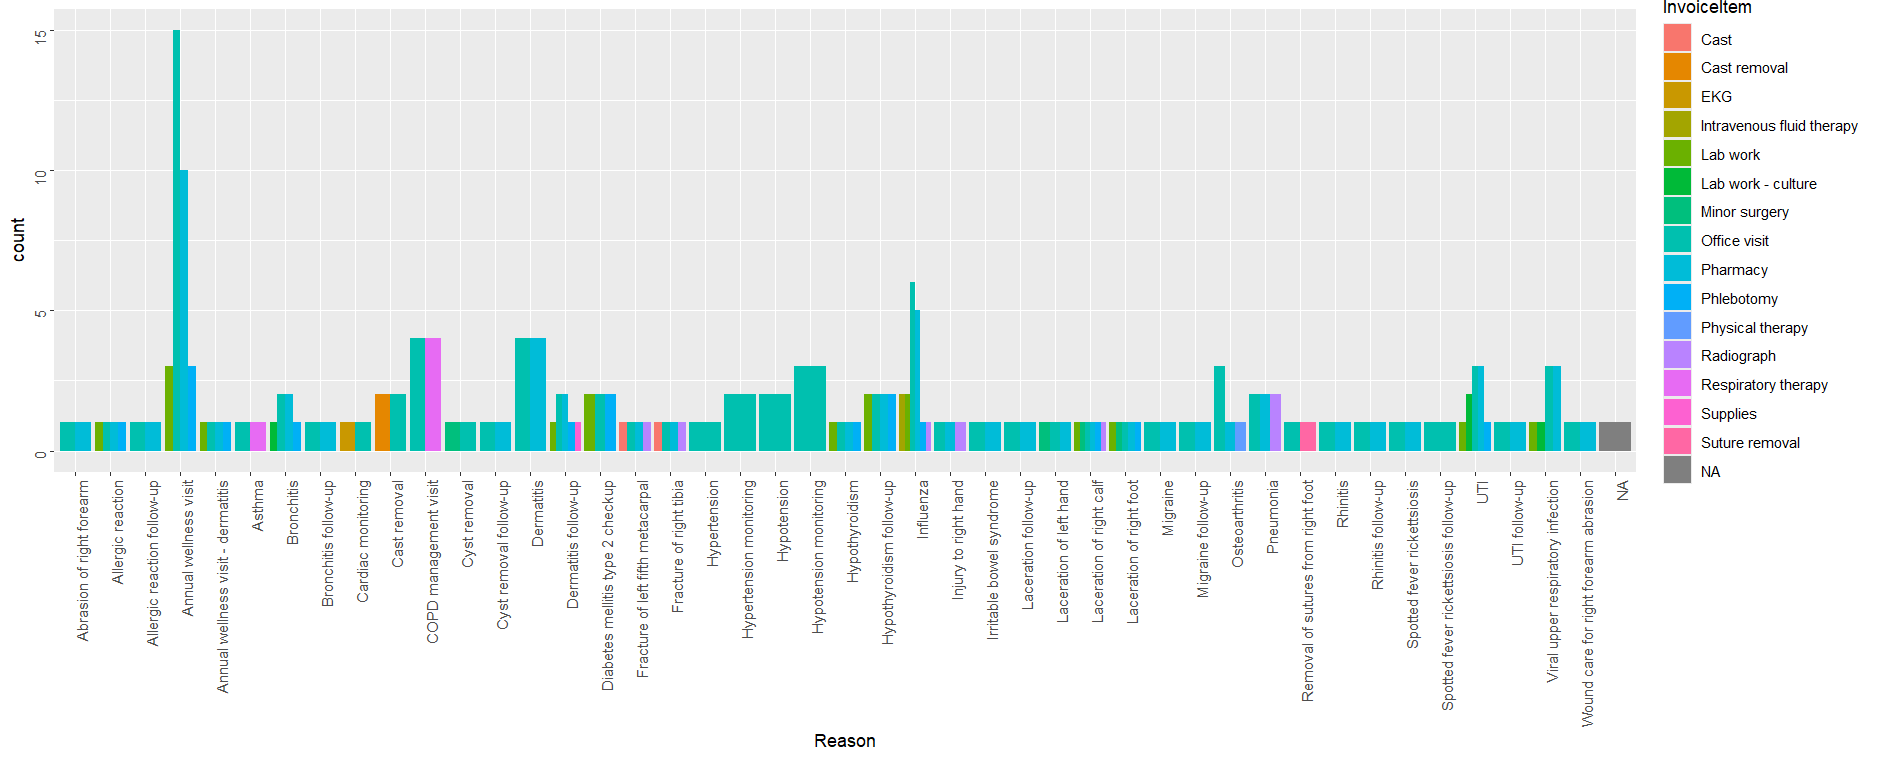 InvoiceItem
Cast
Cast removal
EKG
Intravenous fluid therapy
Lab work
Lab work - culture
Minor surgery
Office visit
Pharmacy
Phlebotomy
Physical therapy
Radiograph
Respiratory therapy
Supplies
Suture removal
NA
count
15
10
5
0
Abrasion of right forearm
Allergic reaction
Allergic reaction follow-up
Annual wellness visit
Annual wellness visit - dermatitis
Asthma
Bronchitis
Bronchitis follow-up
Cardiac monitoring
Cast removal
COPD management visit
Cyst removal
Cyst removal follow-up
Dermatitis
Dermatitis follow-up
Diabetes mellitis type 2 checkup
Fracture of left fifth metacarpal
Fracture of right tibia
Hypertension
Hypertension monitoring
Hypotension
Hypotension monitoring
Hypothyroidism
Hypothyroidism follow-up
Influenza
Injury to right hand
Irritable bowel syndrome
Laceration follow-up
Laceration of left hand
Laceration of right calf
Laceration of right foot
Migraine
Migraine follow-up
Osteoarthritis
Pneumonia
Removal of sutures from right foot
Rhinitis
Rhinitis follow-up
Spotted fever rickettsiosis
Spotted fever rickettsiosis follow-up
UTI
UTI follow-up
Viral upper respiratory infection
Wound care for right forearm abrasion
NA
Reason